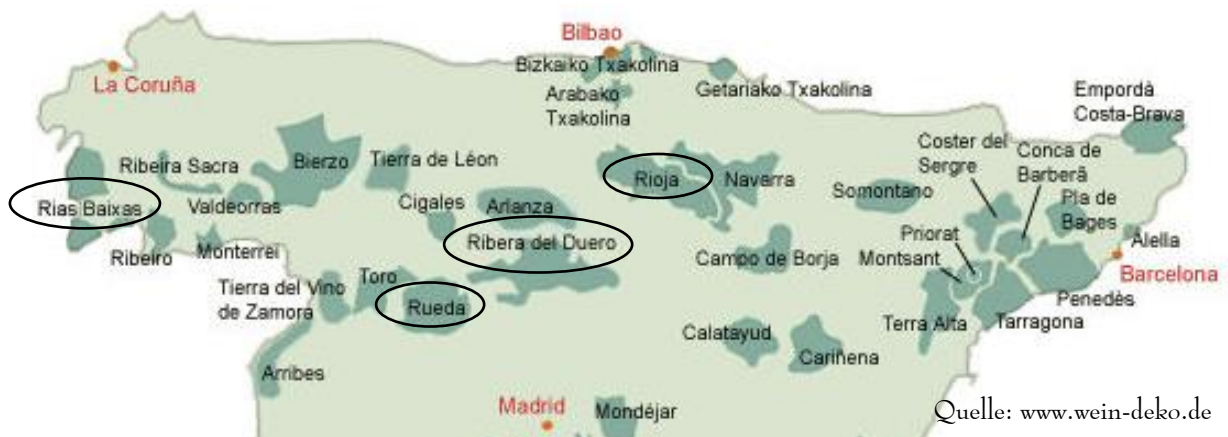 Bilbao
La Coruña
Bizkaiko Txakolina
Getariako Txakolina
Arabako
Txakolina
Empordà
Costa-Brava
Coster del
Sergre
Conca de
Barberã
Ribeira Sacra
Bierzo
Tierra de Léon
Rioja
Navarra
Somontano
Rias Baixas
Valdeorras
Cigales
Arlanza
Pla de
Bages
Ribera del Duero
Priorat
Alella
Ribeiro
Monterrei
Campo de Borja
Montsant
Barcelona
Tierra del Vino
de Zamora
Toro
Rueda
Penedès
Terra Alta
Tarragona
Calatayud
Cariñena
Arribes
Madrid
Mondéjar
Quelle: www.wein-deko.de